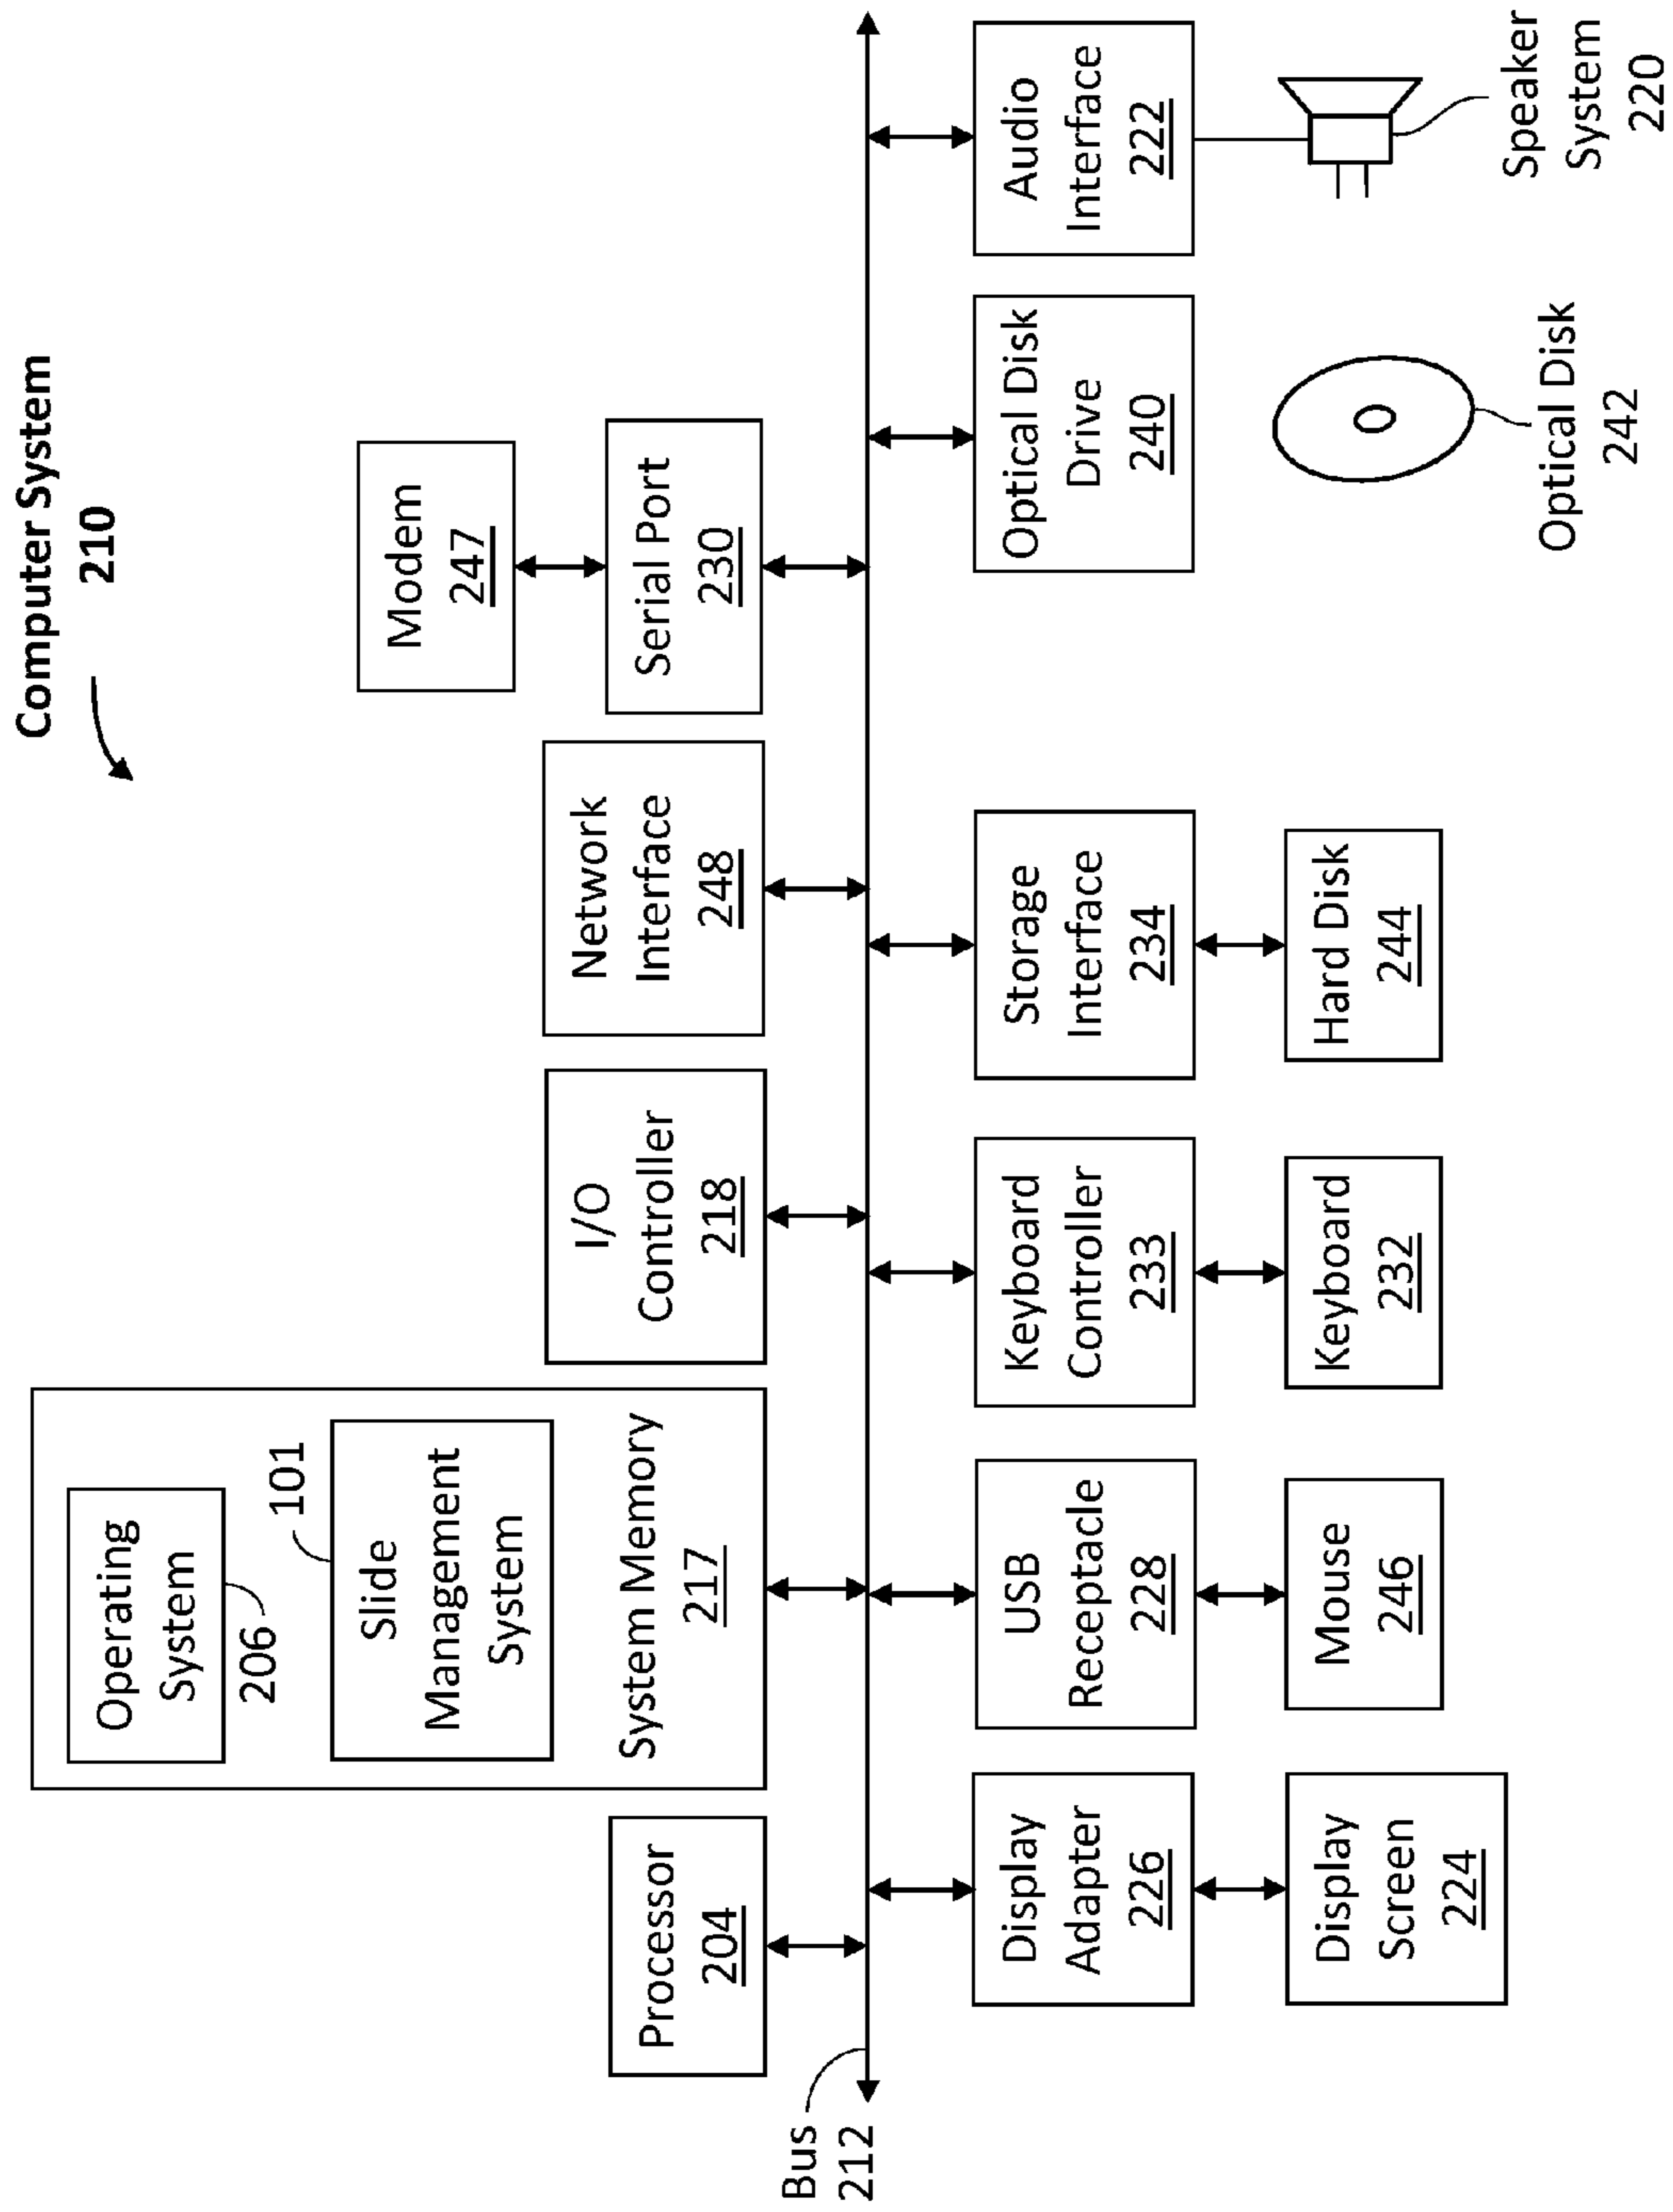 Computer System
210
Operating
System
206
101
Slide
Management
System
System Memory
217
Processor
204
I/O
Controller
218
Network
Interface
248
Modem
247
Serial Port
230
Bus
212
Display
Adapter
226
USB
Receptacle
228
Keyboard
Controller
233
Storage
Interface
234
Optical Disk
Drive
240
Audio
Interface
222
Display
Screen
224
Mouse
246
Keyboard
232
Hard Disk
244
Optical Disk
242
Speaker
System
220